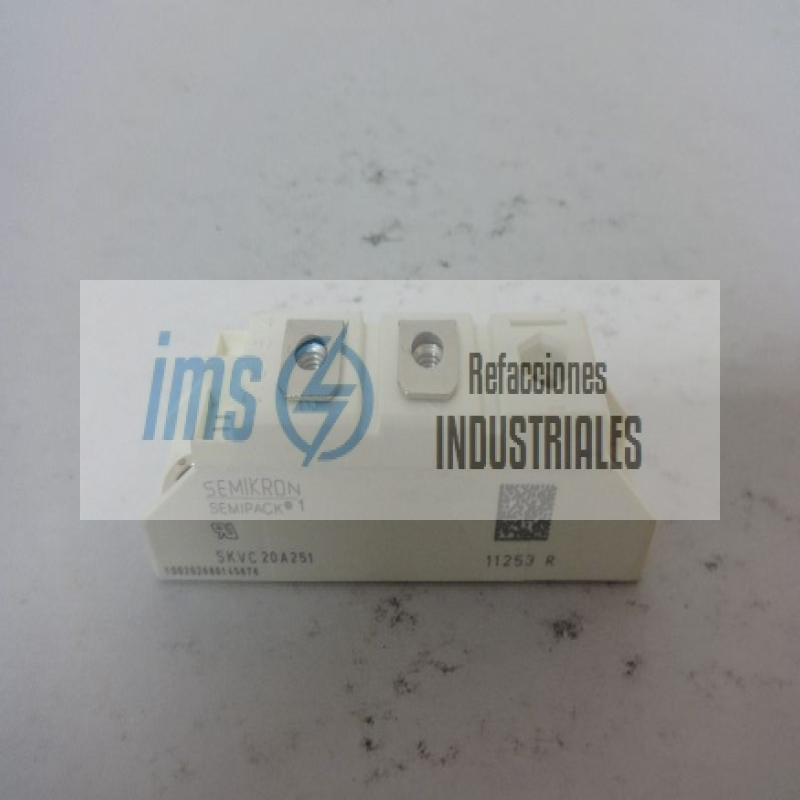 ims
Refacciones
INDUSTRIALES
SEMIKRON
SEMIPACK® 1
SKVC 20A251
11253 R